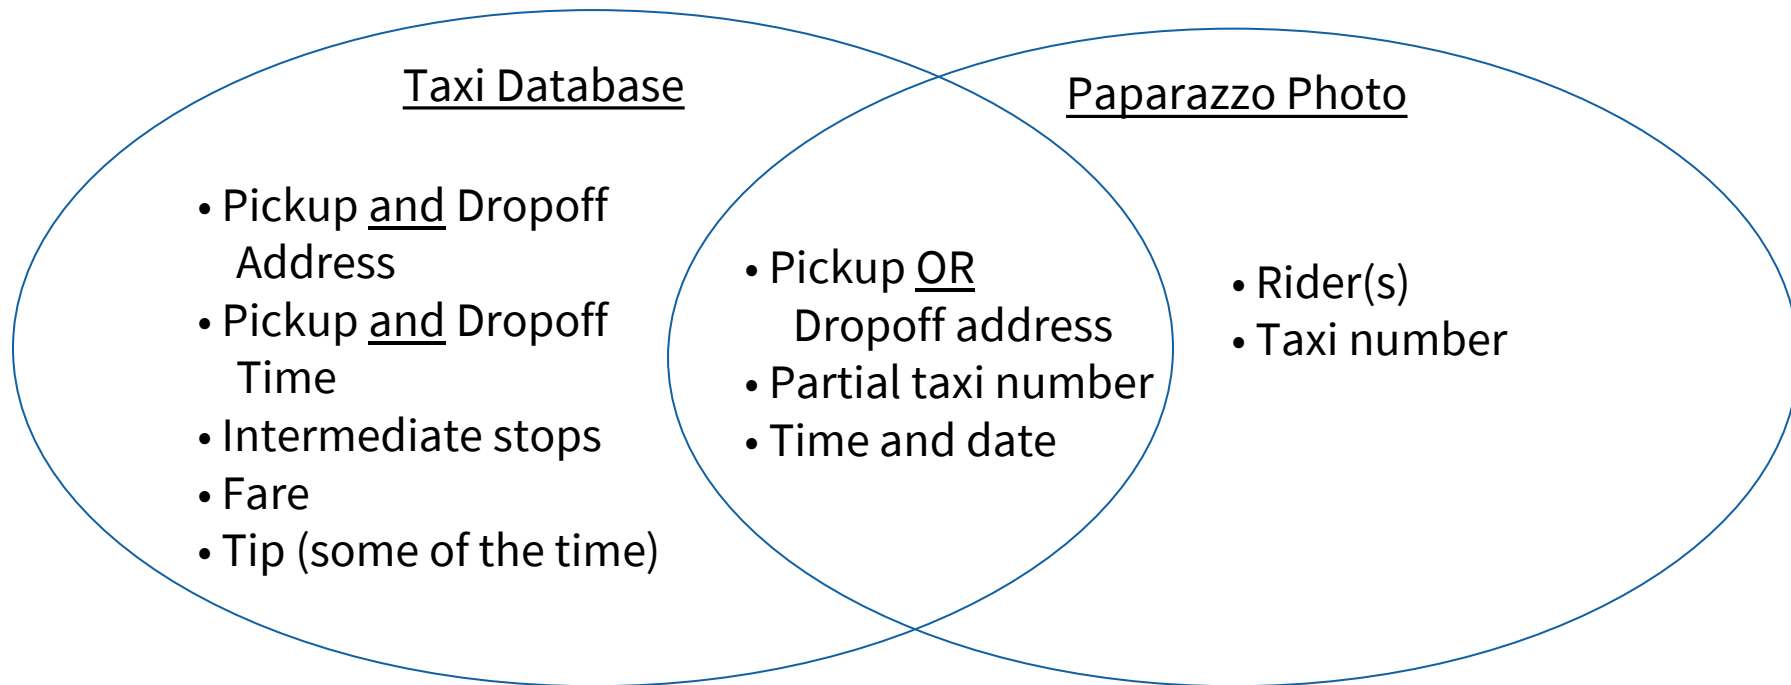 Taxi Database
• Pickup and Dropoff
Address
• Pickup and Dropoff
Time
• Intermediate stops
• Fare
• Tip (some of the time)
• Pickup OR
Dropoff address
• Partial taxi number
• Time and date
Paparazzo Photo
• Rider(s)
• Taxi number